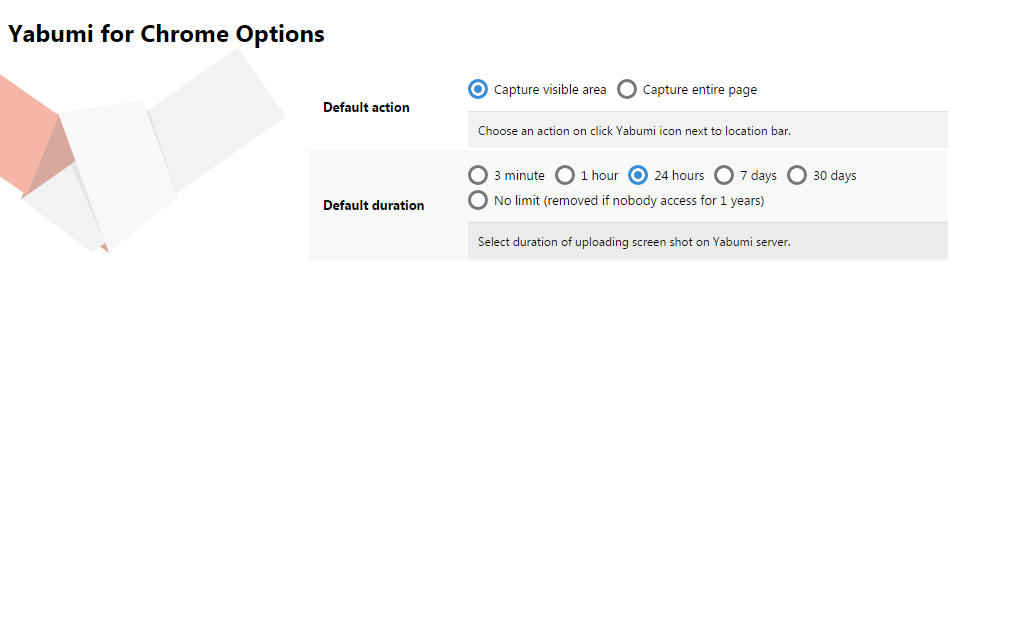 Yabumi for Chrome Options
Default action
Capture visible area Capture entire page
Choose an action on click Yabumi icon next to location bar.
Default duration
3 minute 1 hour 24 hours 7 days 30 days
No limit (removed if nobody access for 1 years)
Select duration of uploading screen shot on Yabumi server.